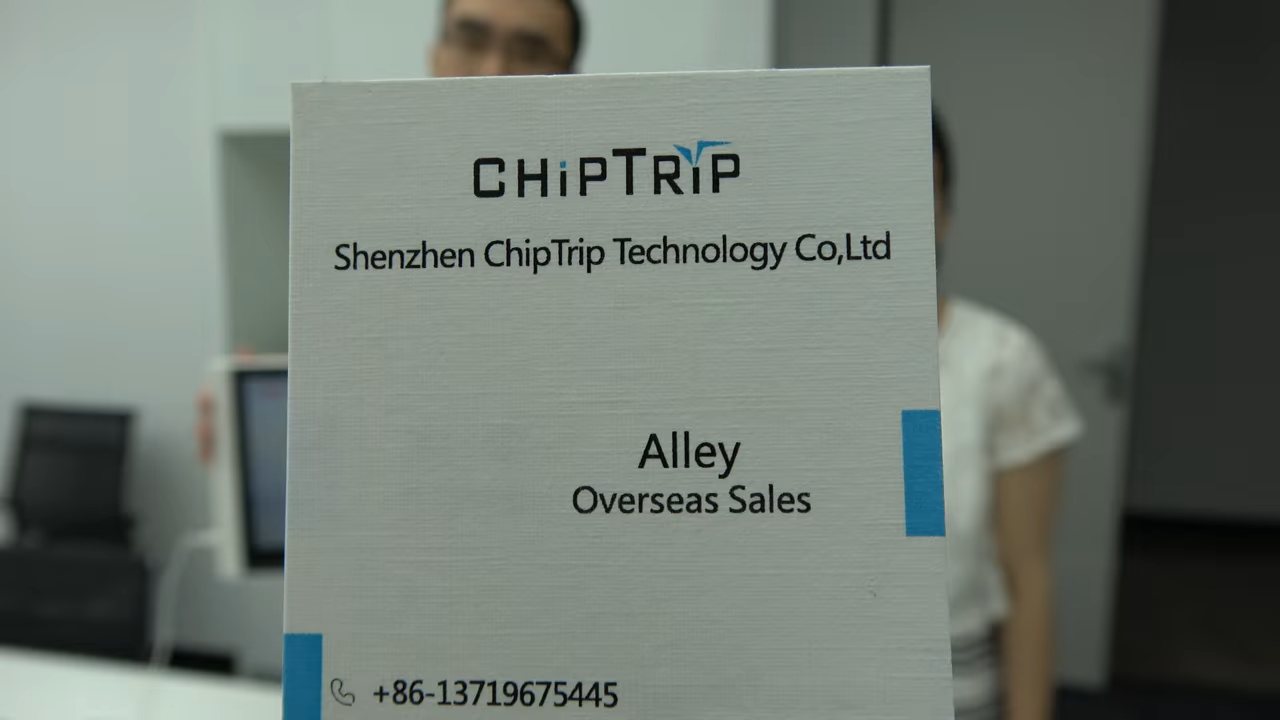 CHiPTRiP
Shenzhen ChipTrip Technology Co,Ltd
Alley
Overseas Sales
+86-13719675445